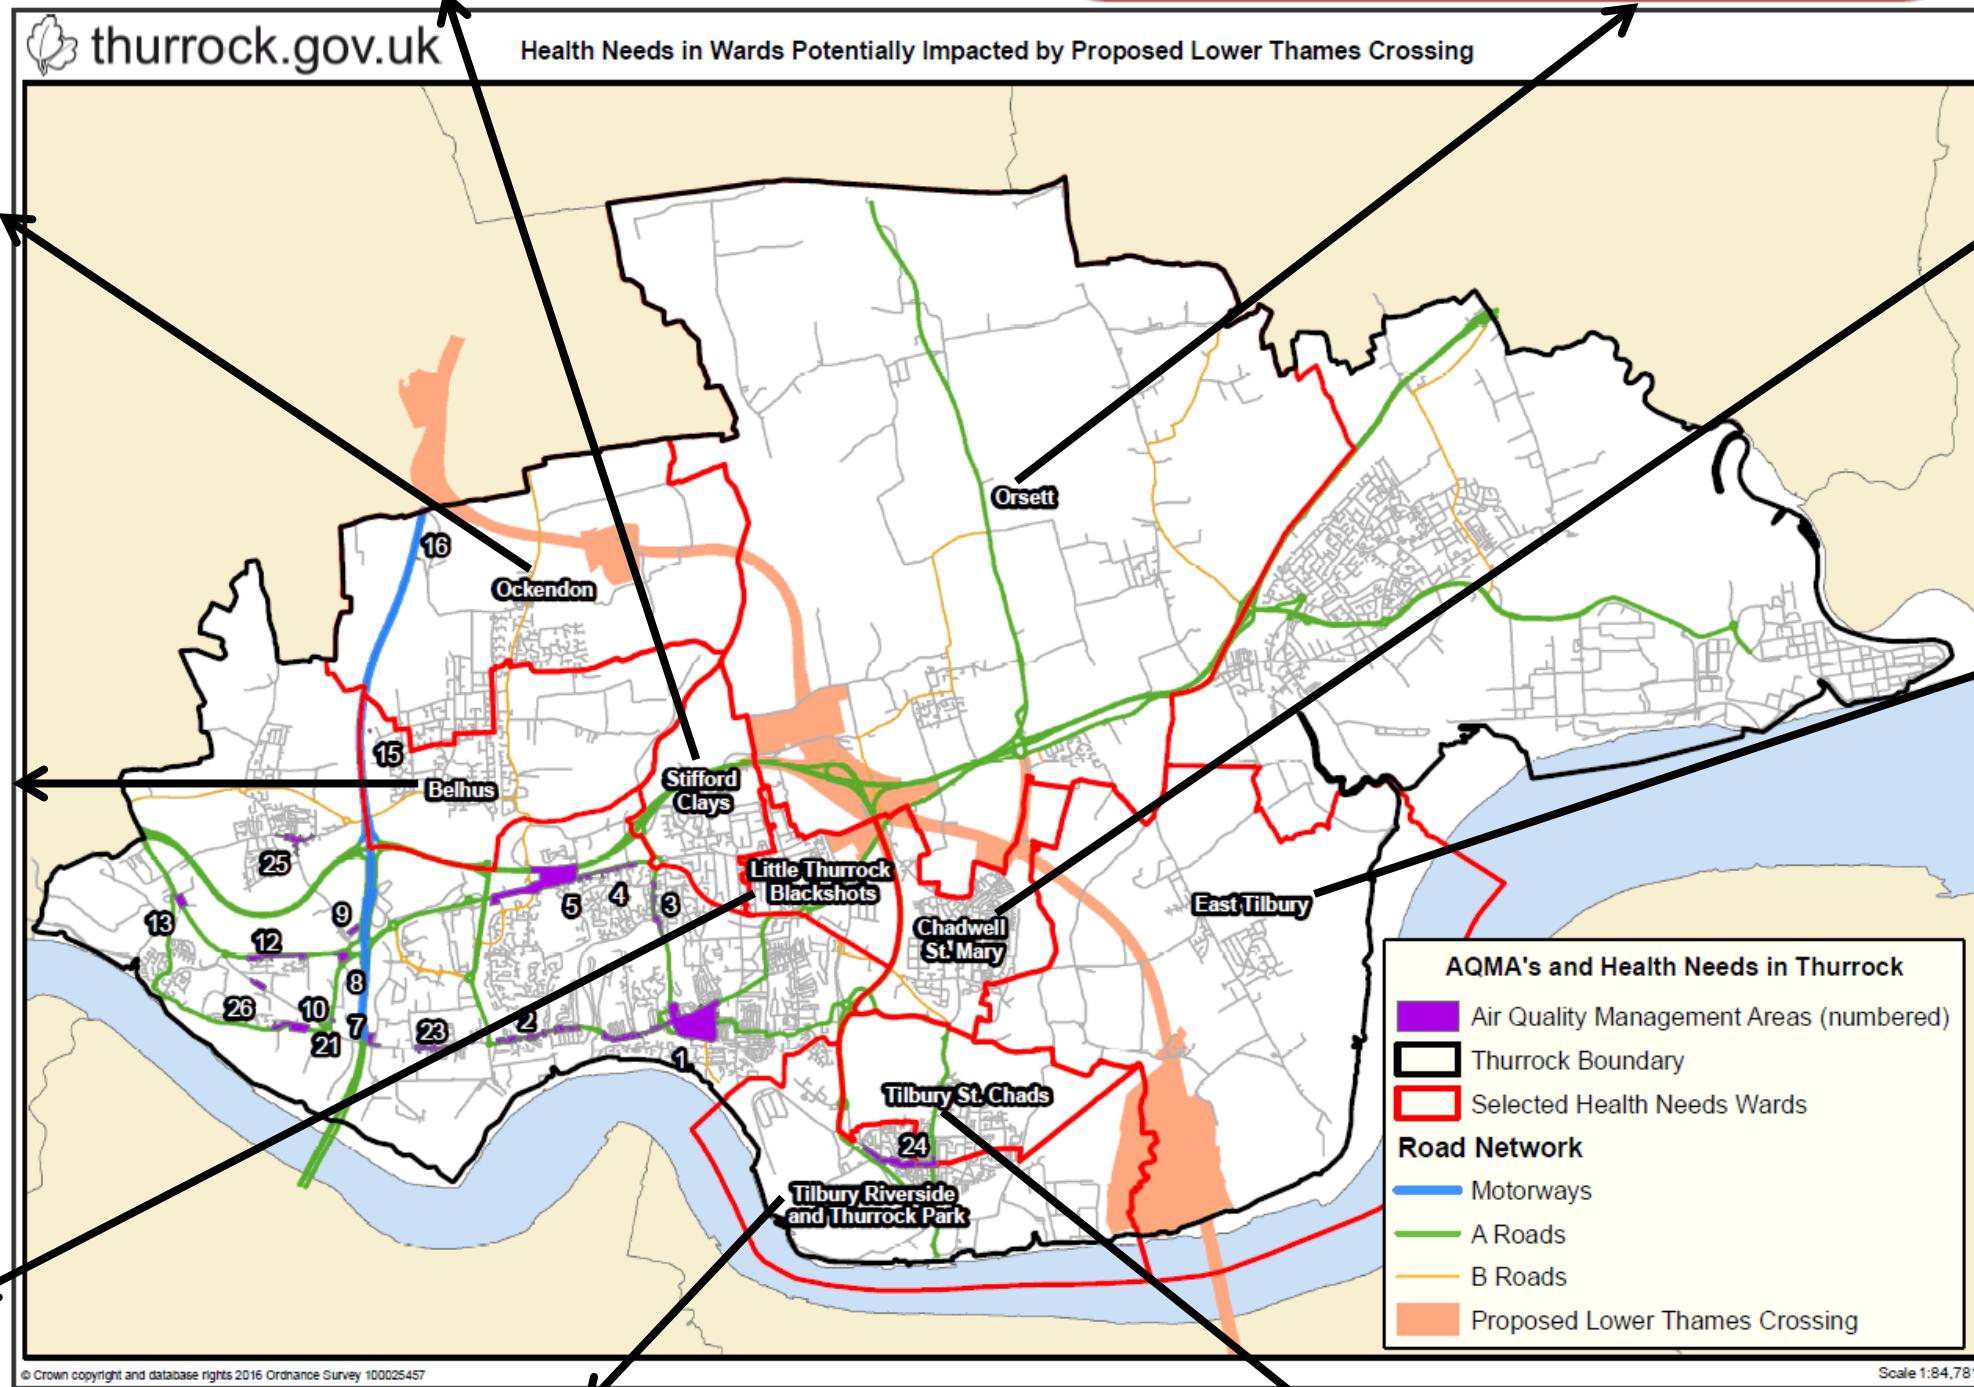 thurrock.gov.uk
Health Needs in Wards Potentially Impacted by Proposed Lower Thames Crossing
Orsett
16
Ockendon
15
Belhus
Stifford
Clays
25
Little Thurrock
Blackshots
5
4
3
9
13
12
East Tilbury
Chadwell
St. Mary
8
26
10
7
21
23
2
1
Tilbury St. Chads
24
Tilbury Riverside
and Thurrock Park
AQMA's and Health Needs in Thurrock
Air Quality Management Areas (numbered)
Thurrock Boundary
Selected Health Needs Wards
Road Network
Motorways
A Roads
B Roads
Proposed Lower Thames Crossing
© Crown copyright and database rights 2016 Ordnance Survey 100025457
Scale 1:84,781